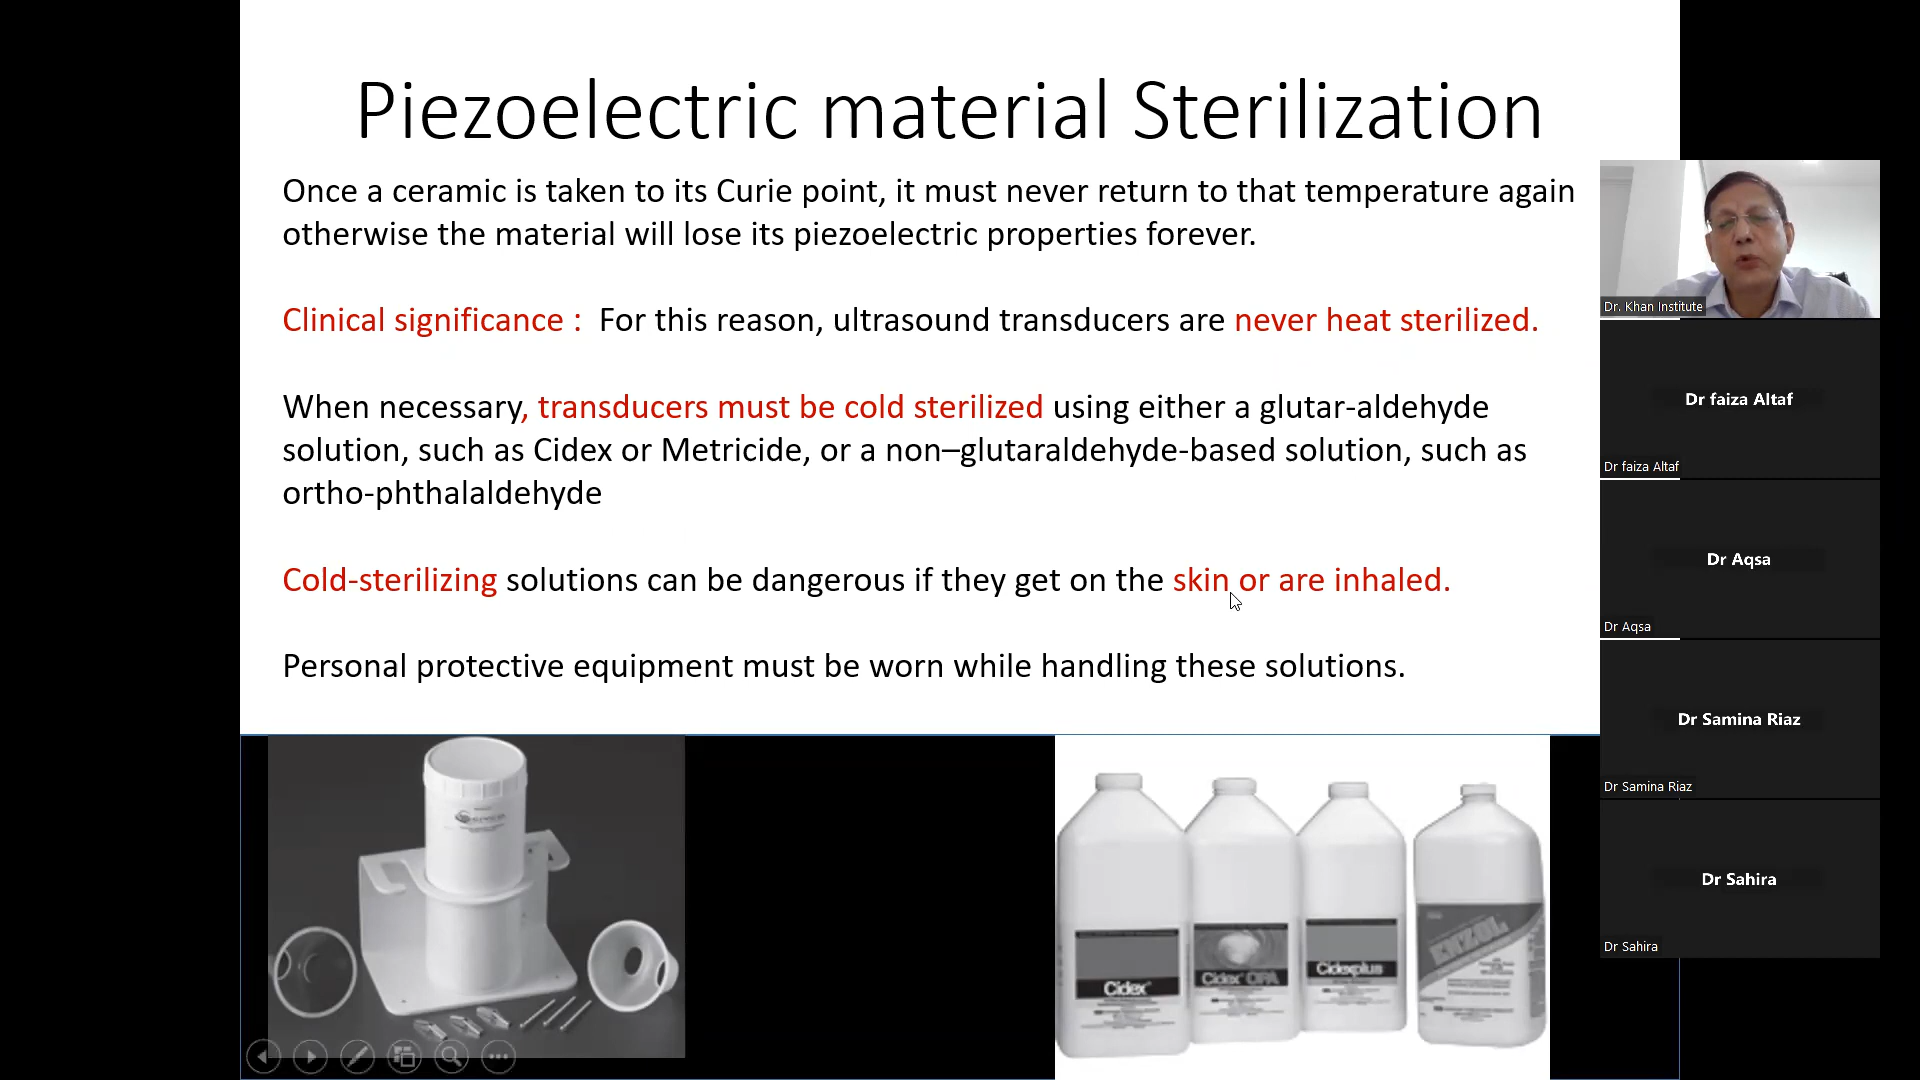 Piezoelectric material Sterilization
Once a ceramic is taken to its Curie point, it must never return to that temperature again
otherwise the material will lose its piezoelectric properties forever.
Clinical significance : For this reason, ultrasound transducers are never heat sterilized.
When necessary, transducers must be cold sterilized using either a glutar-aldehyde
solution, such as Cidex or Metricide, or a non–glutaraldehyde-based solution, such as
ortho-phthalaldehyde
Cold-sterilizing solutions can be dangerous if they get on the skin or are inhaled.
Personal protective equipment must be worn while handling these solutions.
Cidex
Cidex OPA
Cidexplus
ENZOL
Dr. Khan Institute
Dr faiza Altaf
Dr faiza Altaf
Dr Aqsa
Dr Aqsa
Dr Samina Riaz
Dr Samina Riaz
Dr Sahira
Dr Sahira